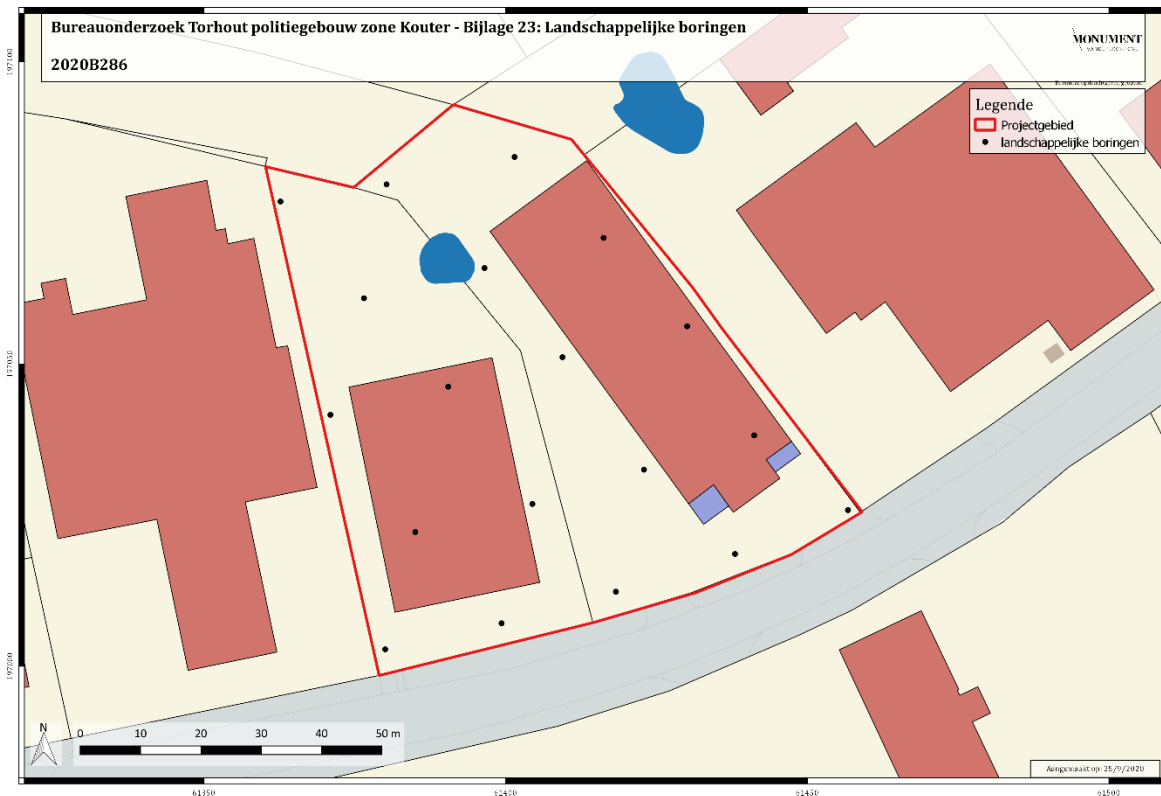 Bureauonderzoek Torhout politiegebouw zone Kouter - Bijlage 23: Landschappelijke boringen
2020B286
MONUMENT
Legende
Projectgebied
landschappelijke boringen
197100
197050
197000
N
0 10 20 30 40 50 m
Aangemaakt op: 25/9/2020
61350 61400 61450 61500